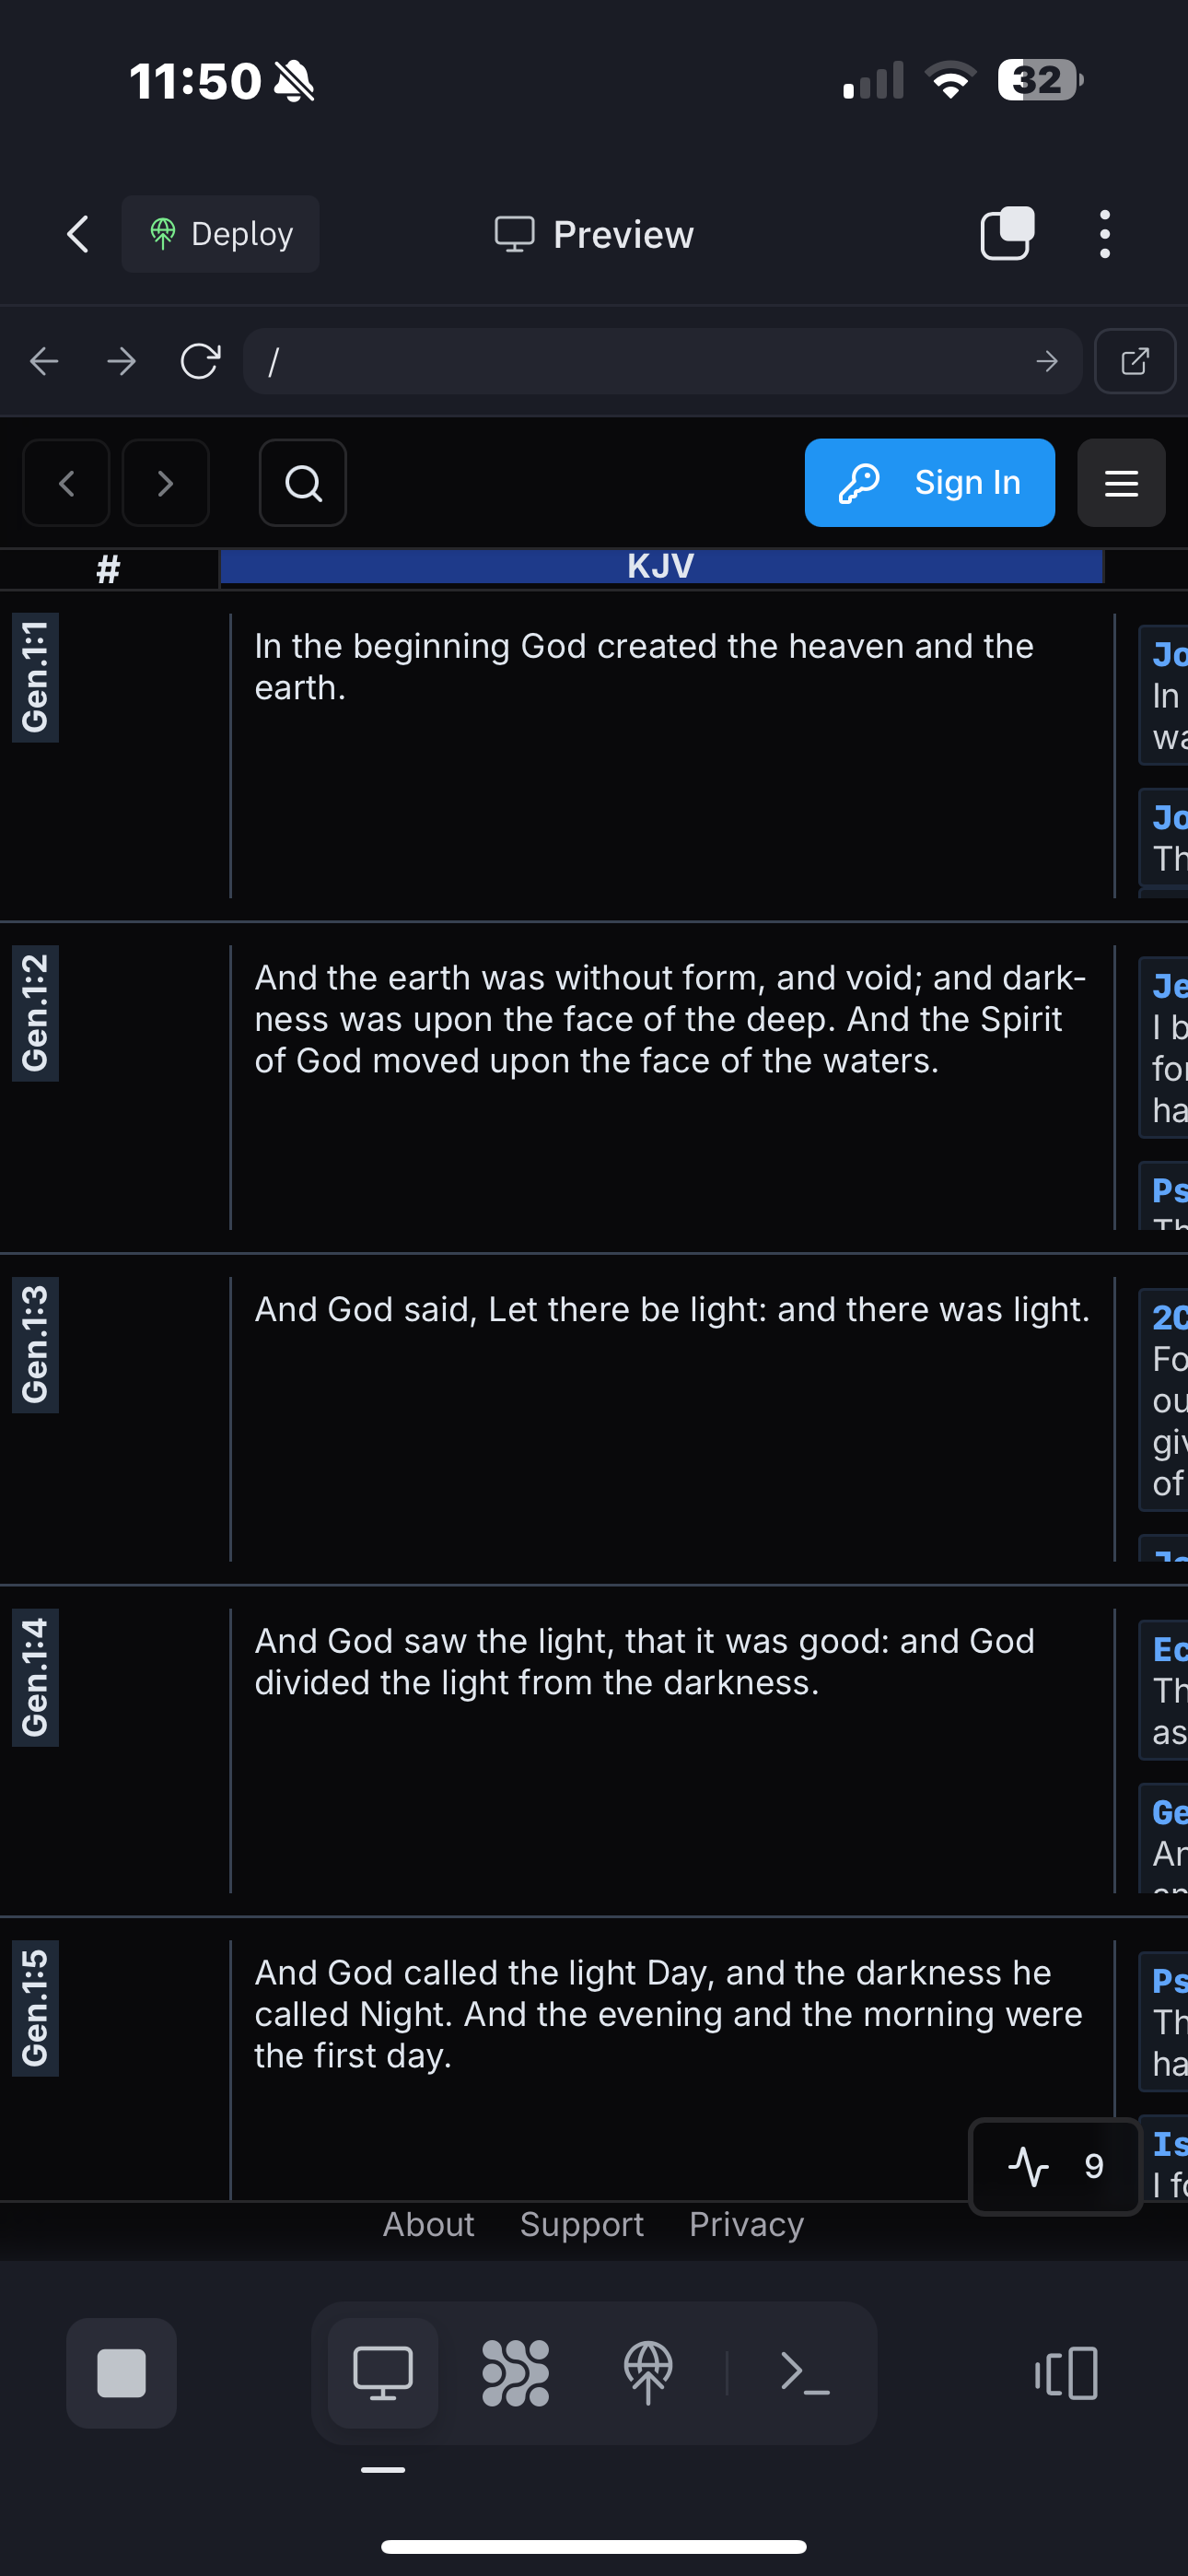 11:50
32
Deploy
Preview
/
Sign In
#
KJV
Gen.1:1
In the beginning God created the heaven and the
earth.
Jo
In
wa
Jo
Th
Gen.1:2
And the earth was without form, and void; and dark-
ness was upon the face of the deep. And the Spirit
of God moved upon the face of the waters.
Je
I b
for
ha
Ps
Th
Gen.1:3
And God said, Let there be light: and there was light.
2C
Fo
ou
giv
of
Gen.1:4
And God saw the light, that it was good: and God
divided the light from the darkness.
Ec
Th
as
Ge
An
Gen.1:5
And God called the light Day, and the darkness he
called Night. And the evening and the morning were
the first day.
Ps
Th
ha
Is
I fo
9
About
Support
Privacy